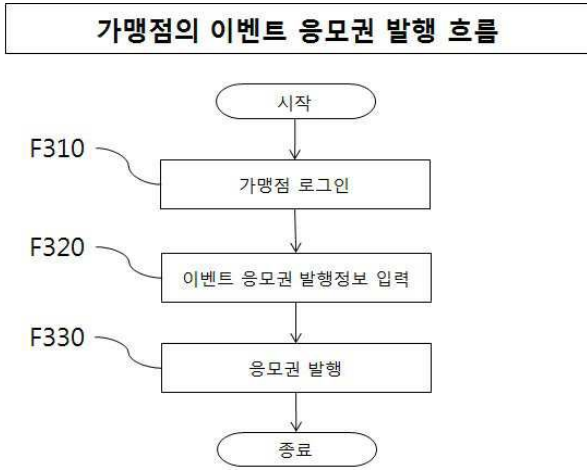 가맹점의 이벤트 응모권 발행 흐름
시작
F310
가맹점 로그인
F320
이벤트 응모권 발행정보 입력
F330
응모권 발행
종료